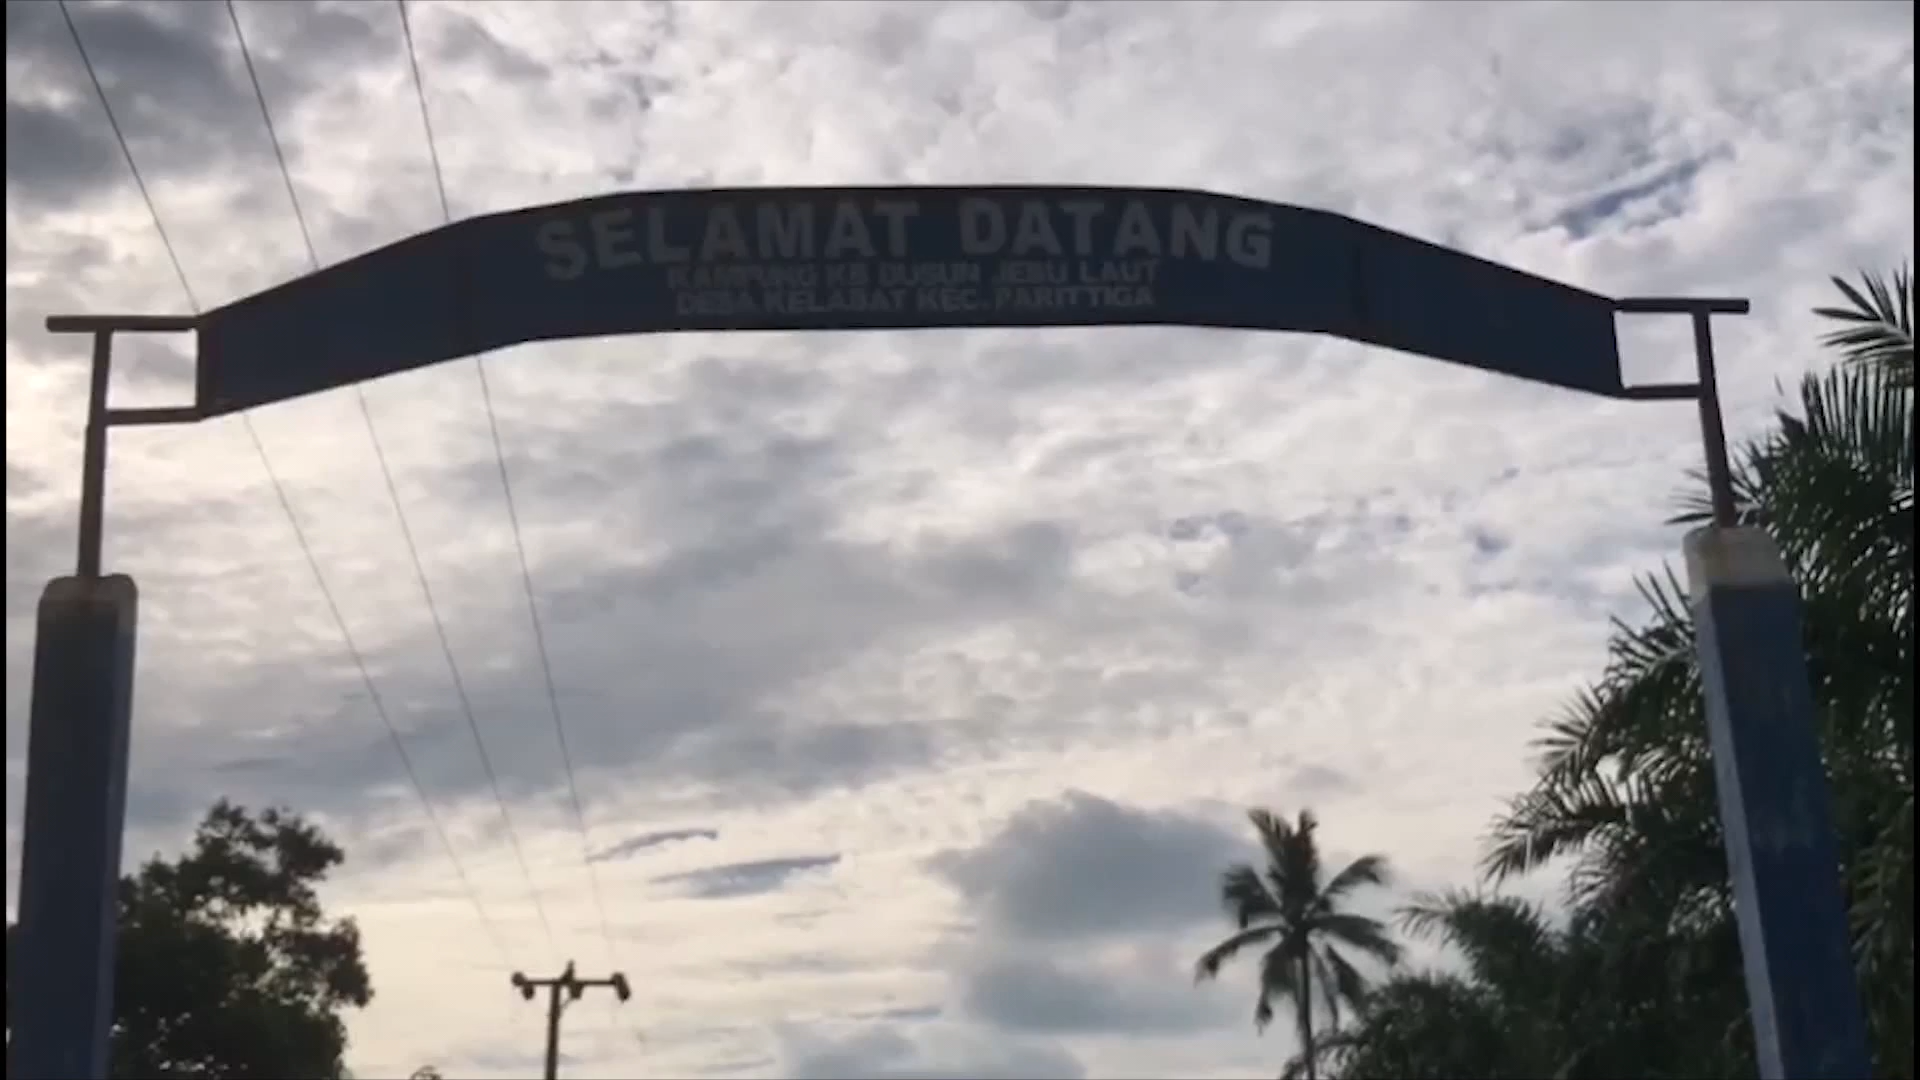 SELAMAT DATANG
KAMPUNG KB DUSUN JEBU LAUT
DESA KELABAT KEC. PARITTIGA